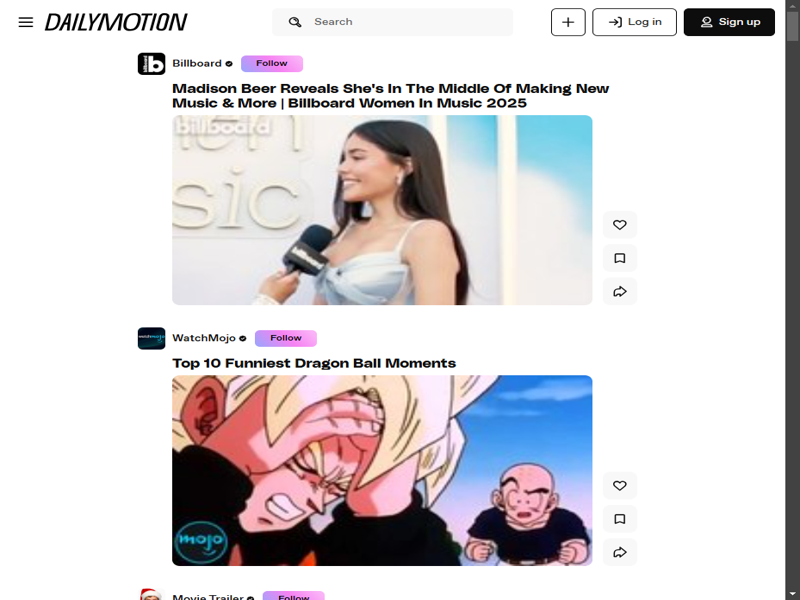 DAILYMOTION
Search
Log in
Sign up
Billboard
Follow
Madison Beer Reveals She's In The Middle Of Making New
Music & More | Billboard Women In Music 2025
billboard
sic
billboard
WatchMojo
Follow
Top 10 Funniest Dragon Ball Moments
mojo
Movie Trailer
Follow